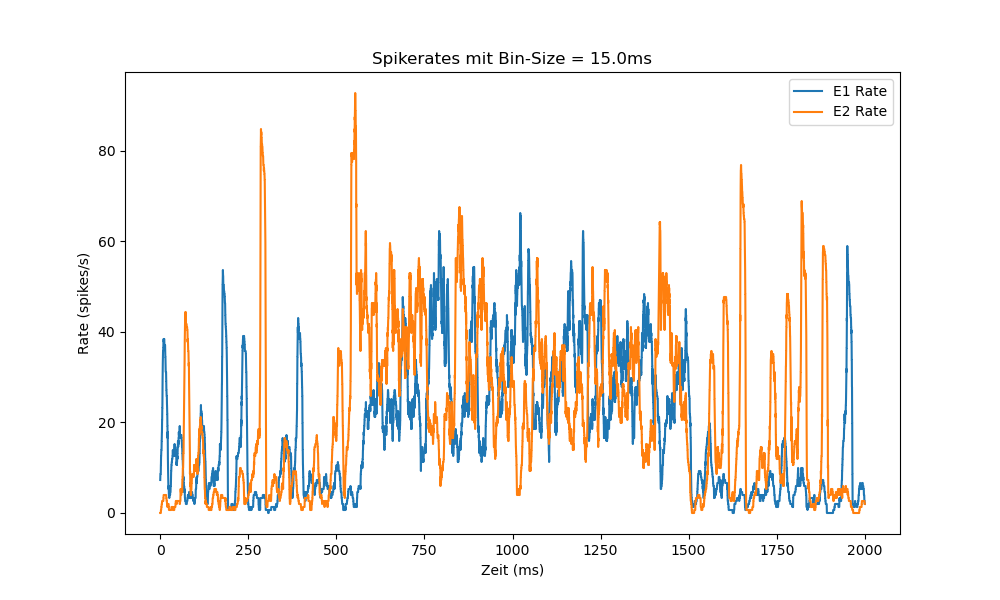 Spikerates mit Bin-Size = 15.0ms
E1 Rate
E2 Rate
Rate (spikes/s)
80
60
40
20
0
0 250 500 750 1000 1250 1500 1750 2000
Zeit (ms)